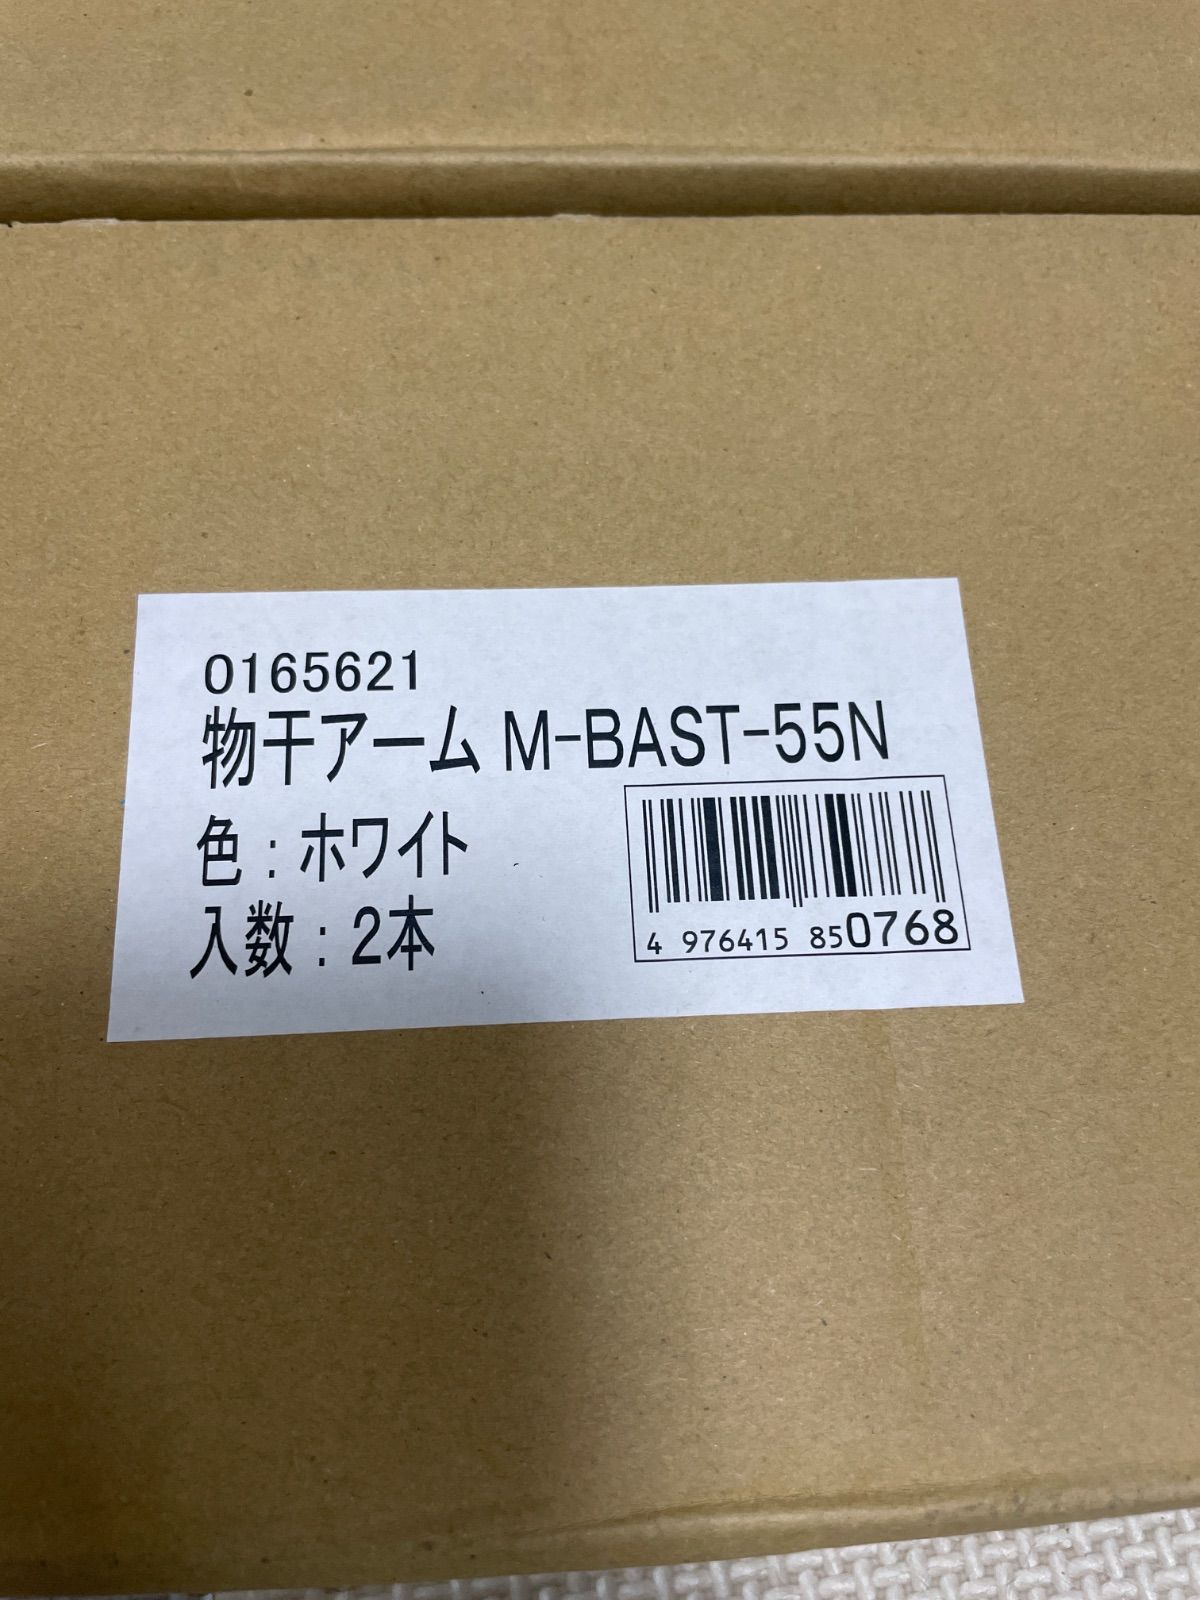 0165621
物干アーム M-BAST-55N
色：ホワイト
入数：2本
4 976415 850768